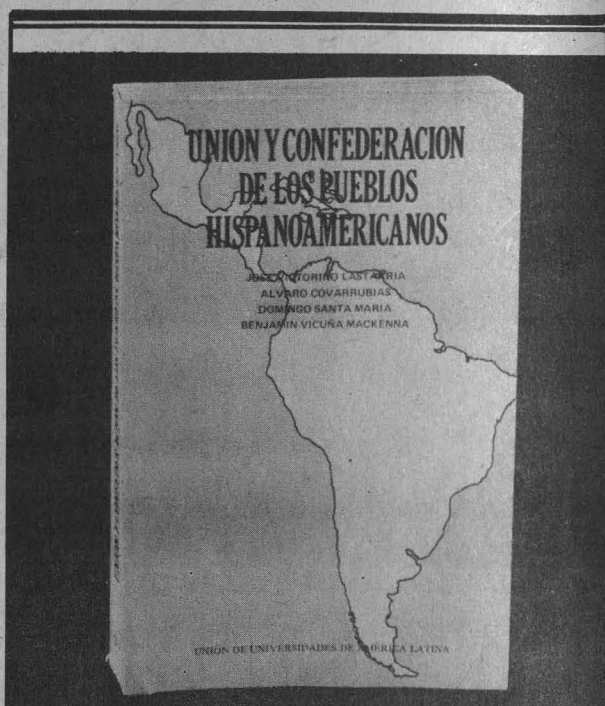 UNION Y CONFEDERACION
DE LOS PUEBLOS
HISPANOAMERICANOS
JOSE VICTORINO LASTARRIA
ALVARO COVARRUBIAS
DOMINGO SANTA MARIA
BENJAMIN VICUÑA MACKENNA
UNION DE UNIVERSIDADES DE AMERICA LATINA